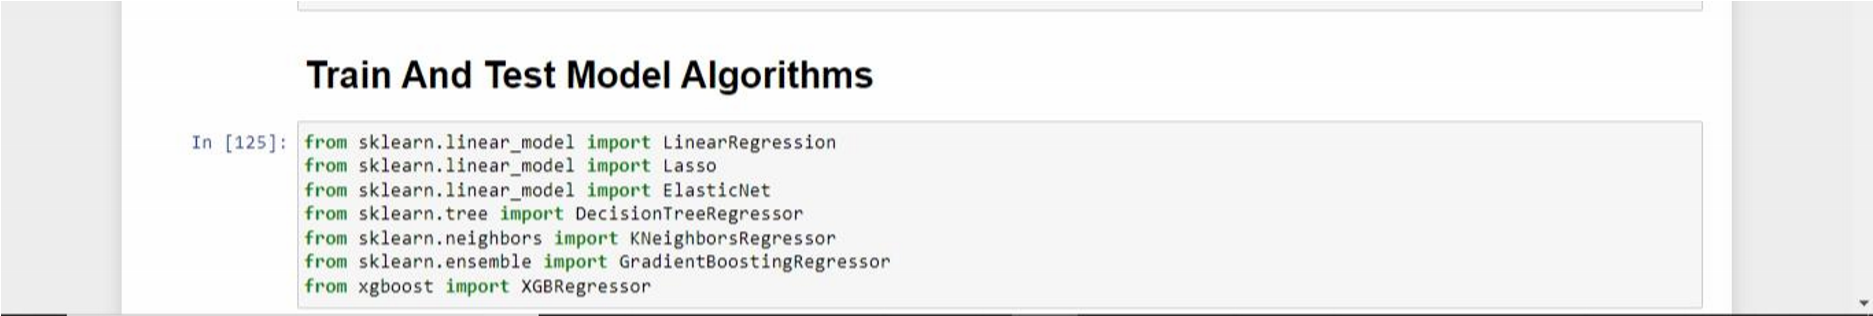 Train And Test Model Algorithms
In [125]:
from sklearn.linear_model import LinearRegression
from sklearn.linear_model import Lasso
from sklearn.linear_model import ElasticNet
from sklearn.tree import DecisionTreeRegressor
from sklearn.neighbors import KNeighborsRegressor
from sklearn.ensemble import GradientBoostingRegressor
from xgboost import XGBRegressor